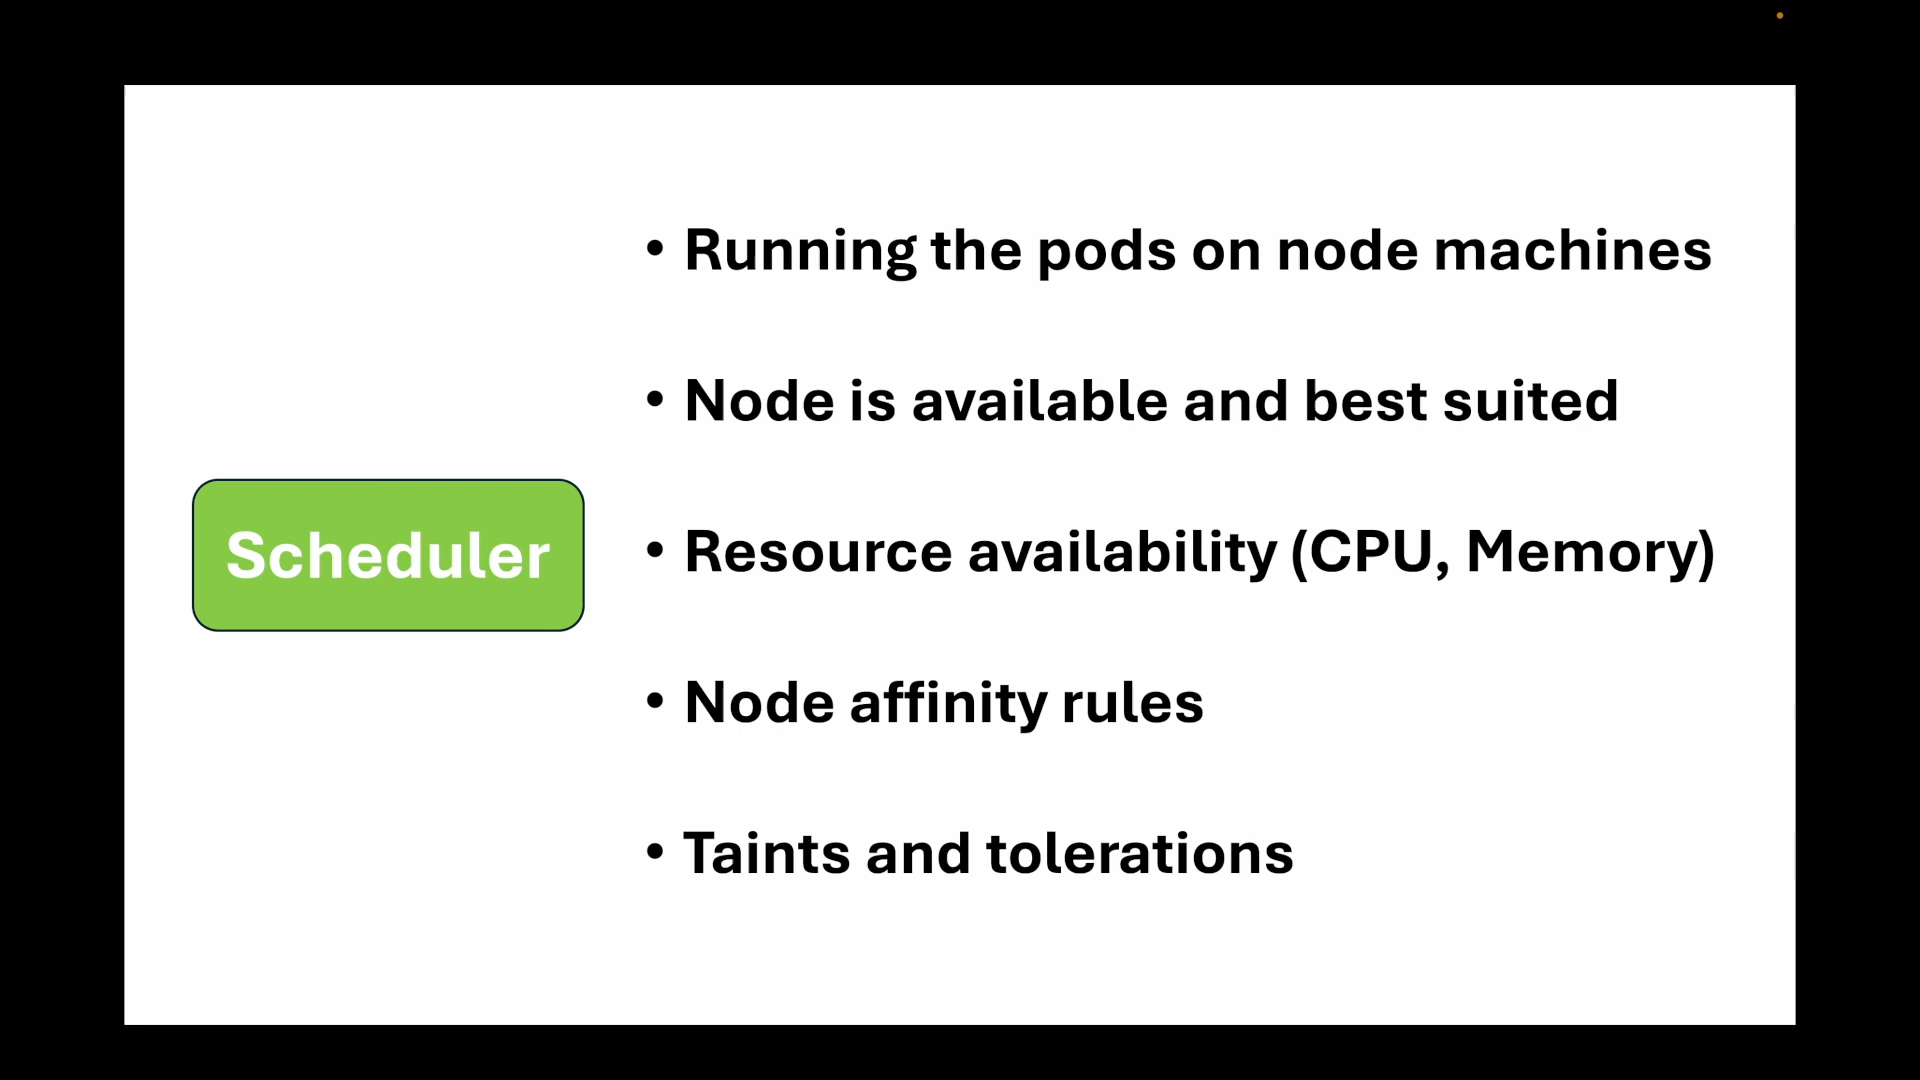 Scheduler
• Running the pods on node machines
• Node is available and best suited
• Resource availability (CPU, Memory)
• Node affinity rules
• Taints and tolerations